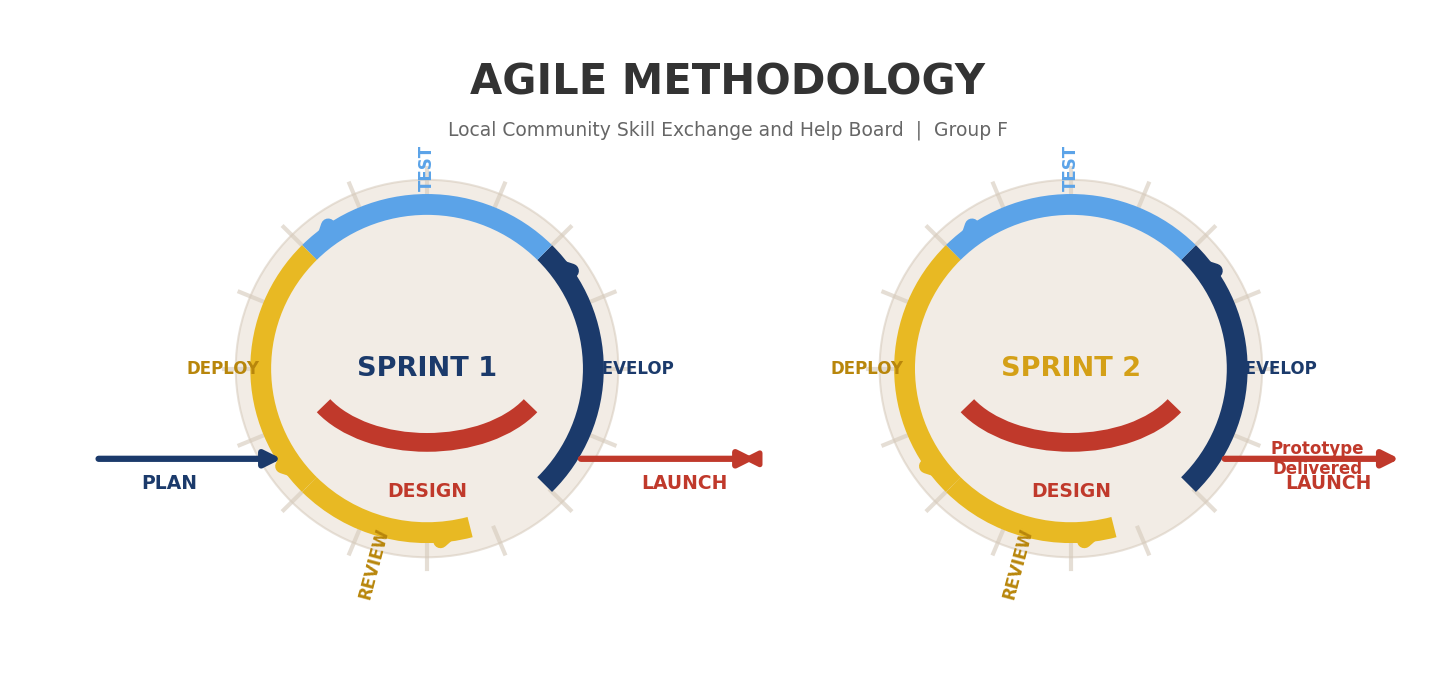 AGILE METHODOLOGY
Local Community Skill Exchange and Help Board | Group F
TEST
DEPLOY
SPRINT 1
EVELOP
PLAN
DESIGN
LAUNCH
REVIEW
TEST
DEPLOY
SPRINT 2
EVELOP
DESIGN
Prototype
Delivered
LAUNCH
REVIEW